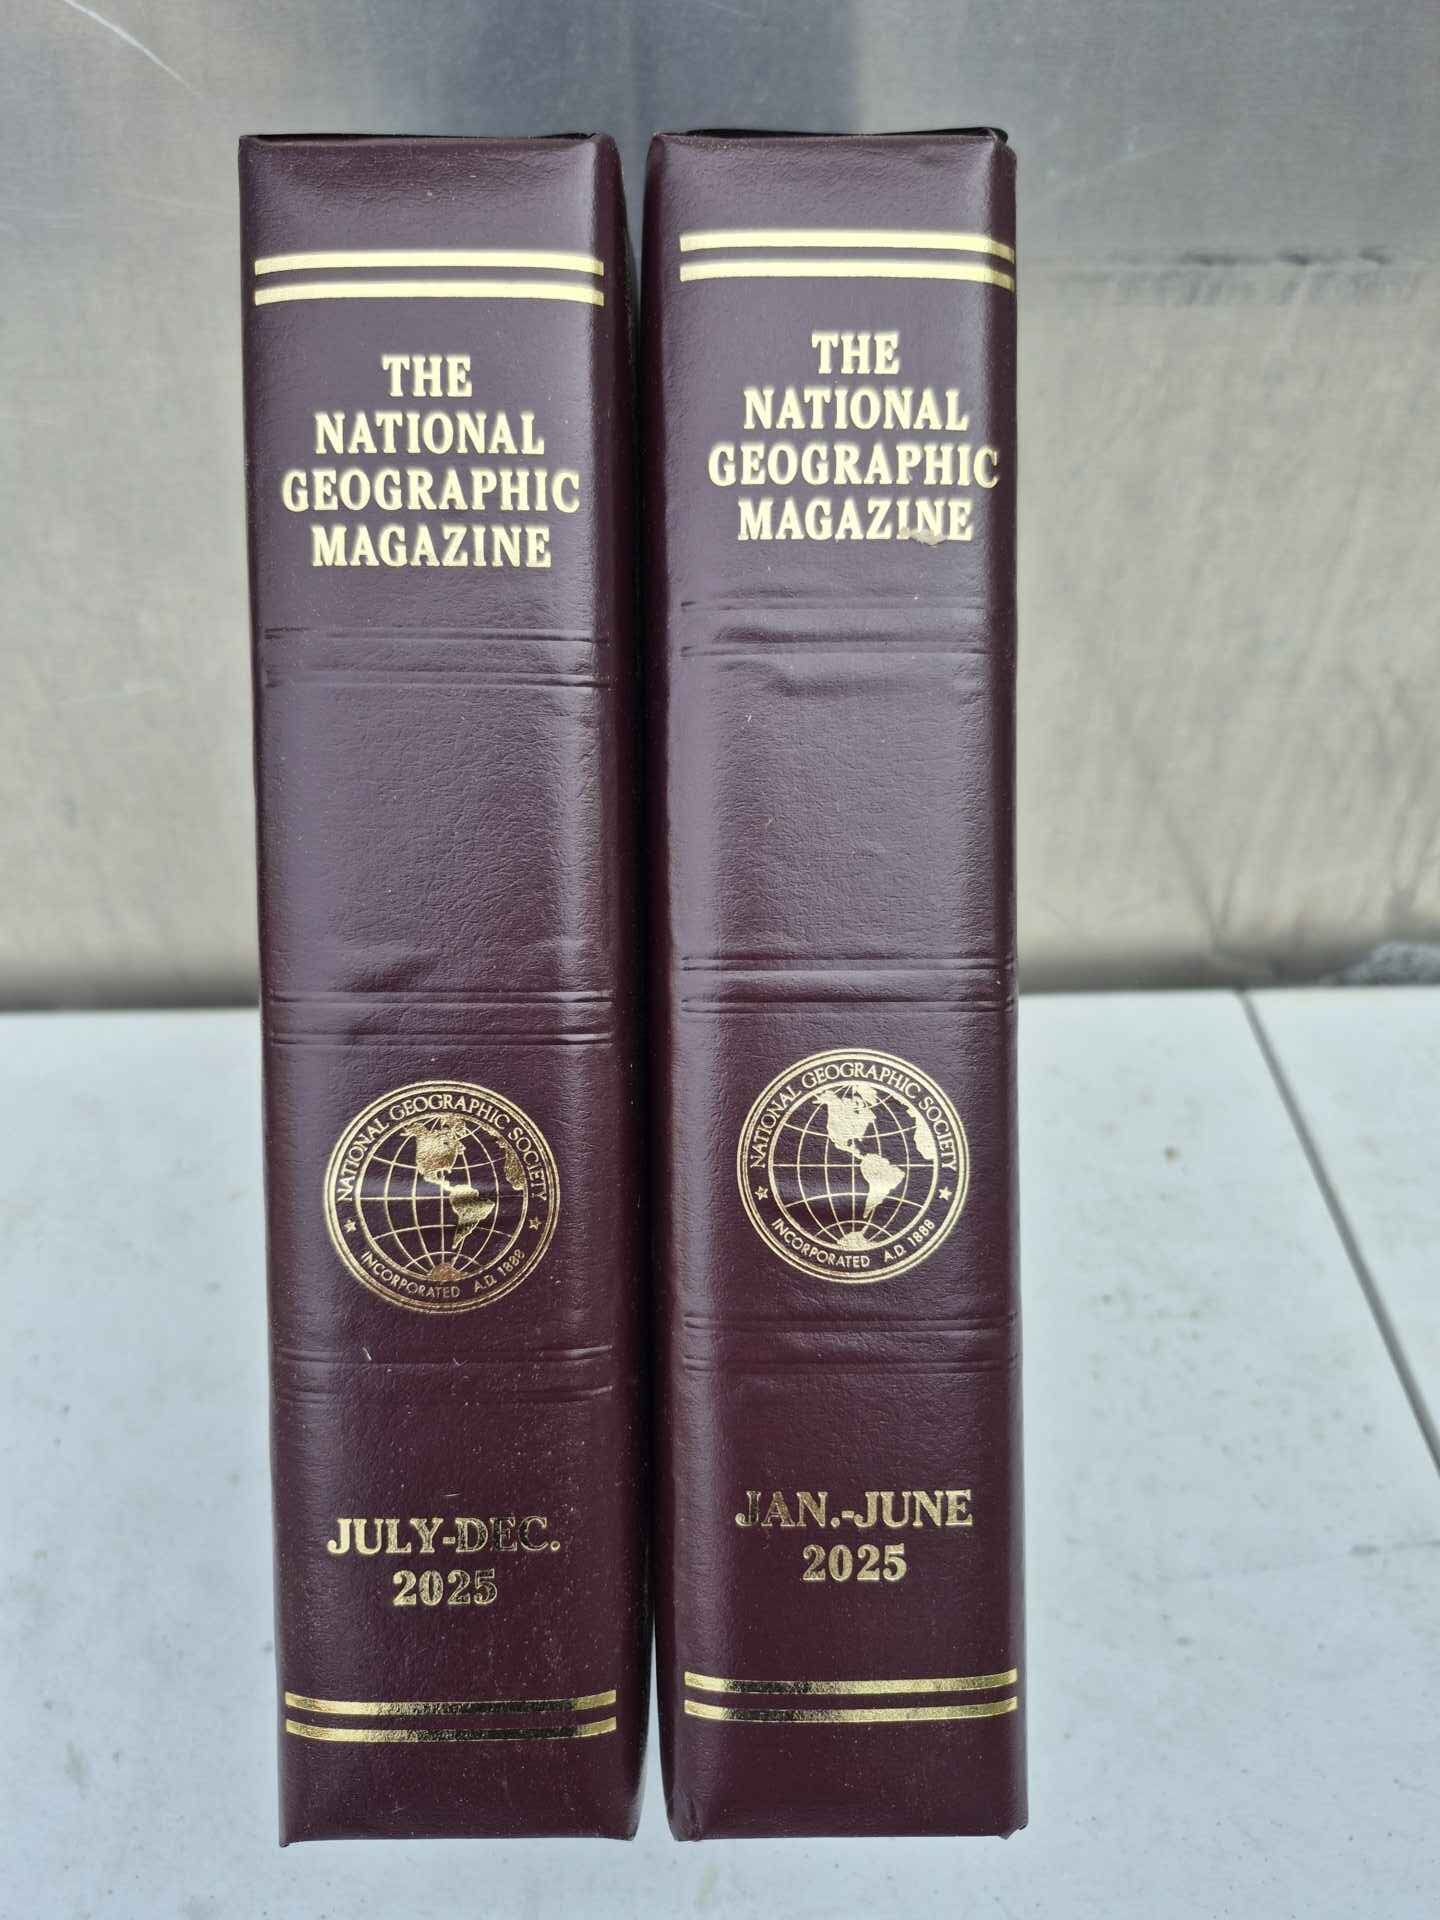 THE
NATIONAL
GEOGRAPHIC
MAGAZINE
NATIONAL GEOGRAPHIC SOCIETY
INCORPORATED A.D. 1888
JULY-DEC.
2025
THE
NATIONAL
GEOGRAPHIC
MAGAZINE
NATIONAL GEOGRAPHIC SOCIETY
INCORPORATED A.D. 1888
JAN.-JUNE
2025